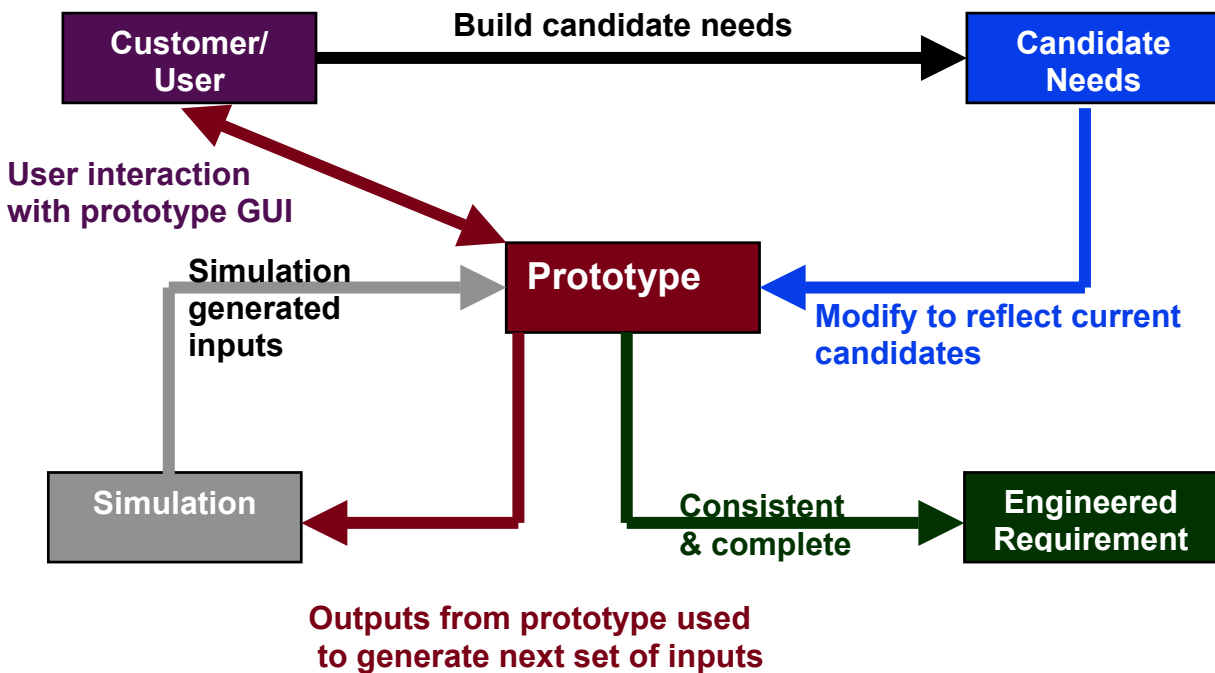 Customer/
User
Build candidate needs
Candidate
Needs
User interaction
with prototype GUI
Simulation
generated
inputs
Prototype
Modify to reflect current
candidates
Simulation
Consistent
& complete
Engineered
Requirement
Outputs from prototype used
to generate next set of inputs